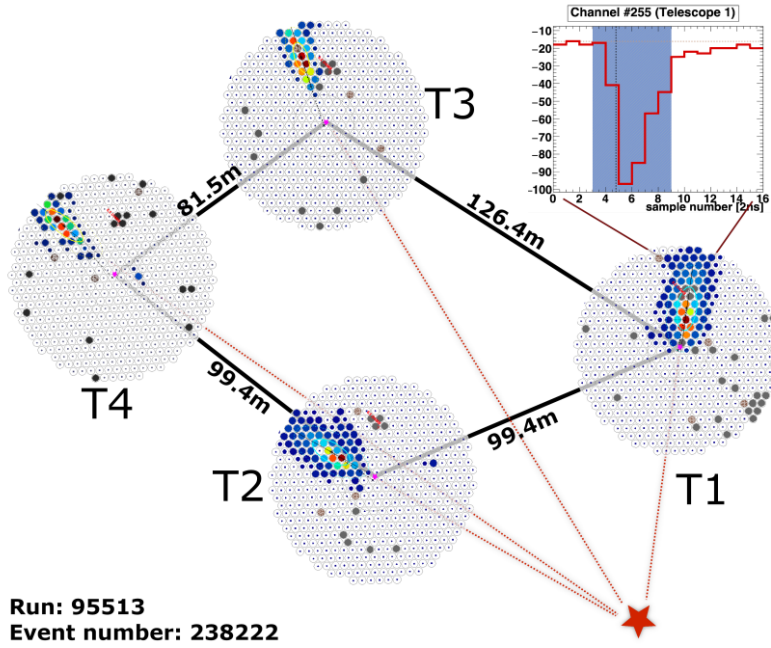 Channel #255 (Telescope 1)
-10
-20
-30
-40
-50
-60
-70
-80
-90
-100
0 2 4 6 8 10 12 14 16
sample number [2ns]
T3
81.5m
126.4m
T4
99.4m
99.4m
T2
T1
Run: 95513
Event number: 238222